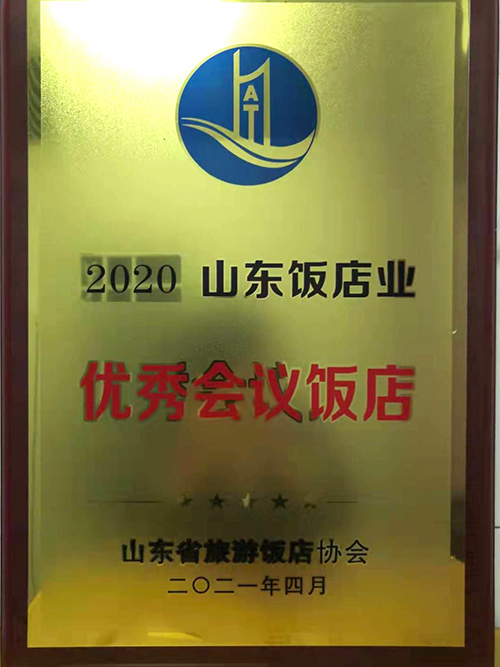 HAT
2020 山东饭店业
优秀会议饭店
山东省旅游饭店协会
二〇二一年四月